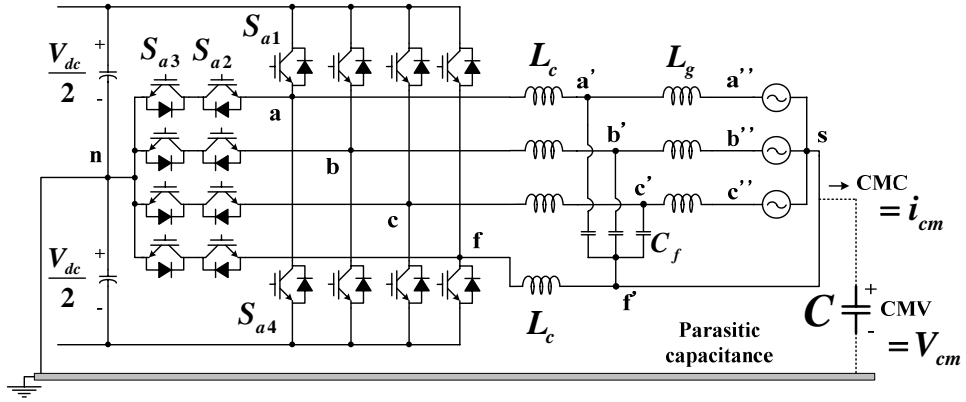 V_dc
2
+
-
S_a3
S_a2
S_a1
L_c
L_g
a'
a''
a
n
b
b'
b''
s
c
c'
c''
CMC
= i_cm
f
C_f
V_dc
2
+
-
S_a4
L_c
f'
Parasitic
capacitance
C
+
-
CMV
= V_cm